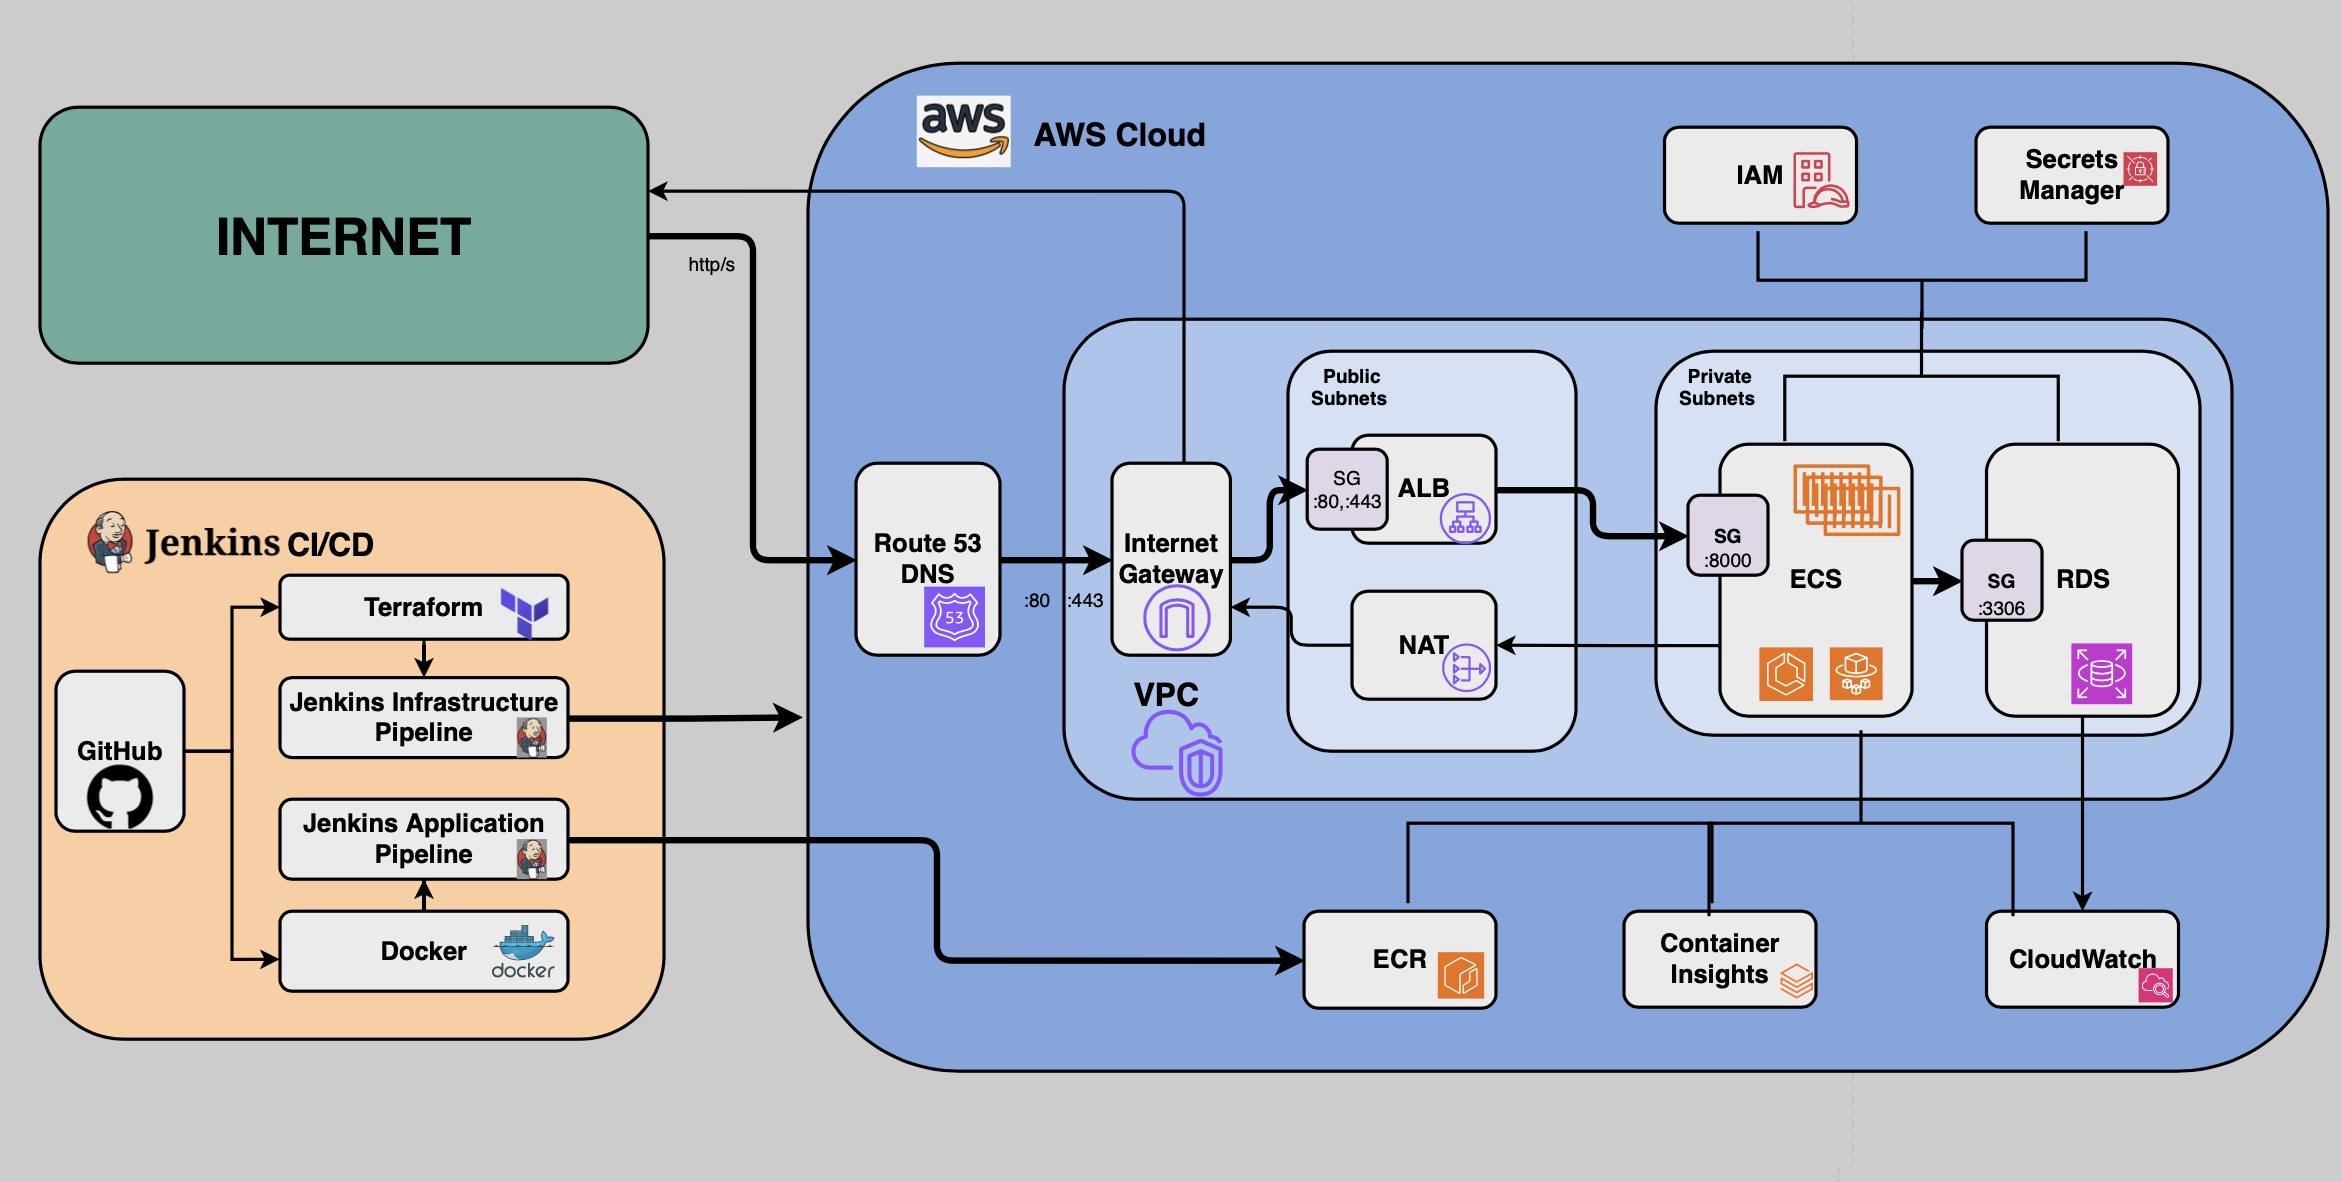 aws
AWS Cloud
INTERNET
http/s
IAM
Secrets
Manager
Public
Subnets
Private
Subnets
SG
:80,:443
ALB
SG
:8000
ECS
SG
:3306
RDS
Route 53
DNS
53
:80
:443
Internet
Gateway
NAT
VPC
Jenkins CI/CD
Terraform
Jenkins Infrastructure
Pipeline
GitHub
Jenkins Application
Pipeline
Docker
docker
ECR
Container
Insights
CloudWatch